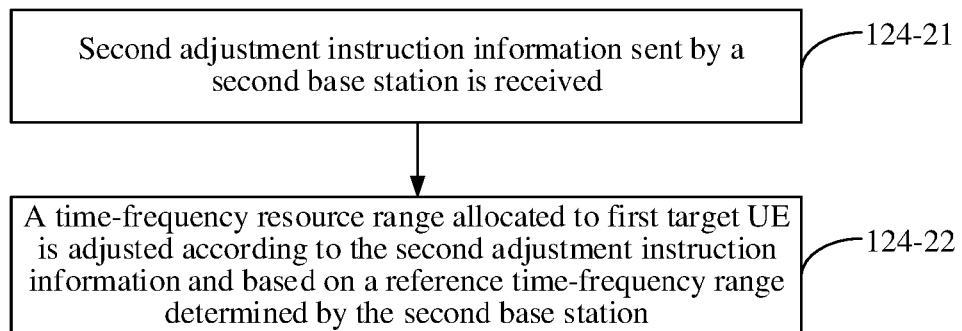 Second adjustment instruction information sent by a
second base station is received
124-21
A time-frequency resource range allocated to first target UE
is adjusted according to the second adjustment instruction
information and based on a reference time-frequency range
determined by the second base station
124-22